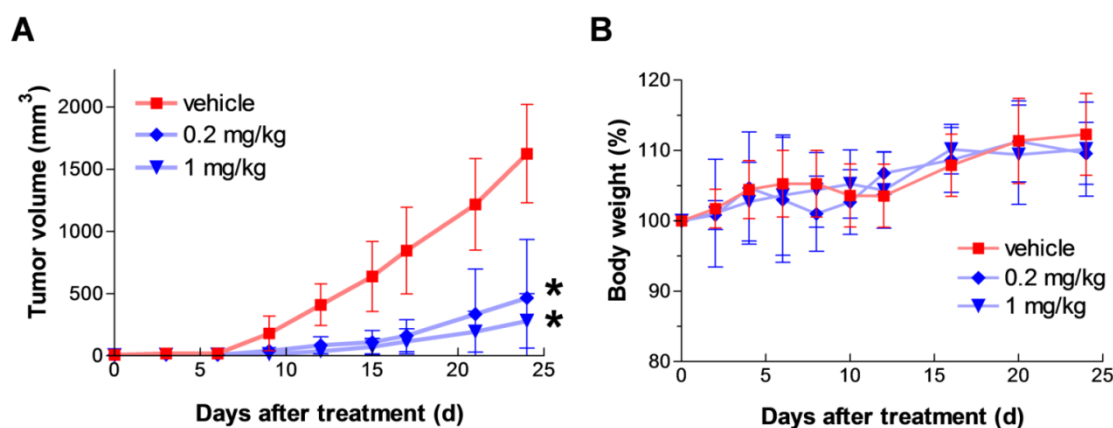 A
Tumor volume (mm³)
2000
1500
1000
500
0
vehicle
0.2 mg/kg
1 mg/kg
*
*
0 5 10 15 20 25
Days after treatment (d)
B
Body weight (%)
120
110
100
90
80
vehicle
0.2 mg/kg
1 mg/kg
0 5 10 15 20 25
Days after treatment (d)